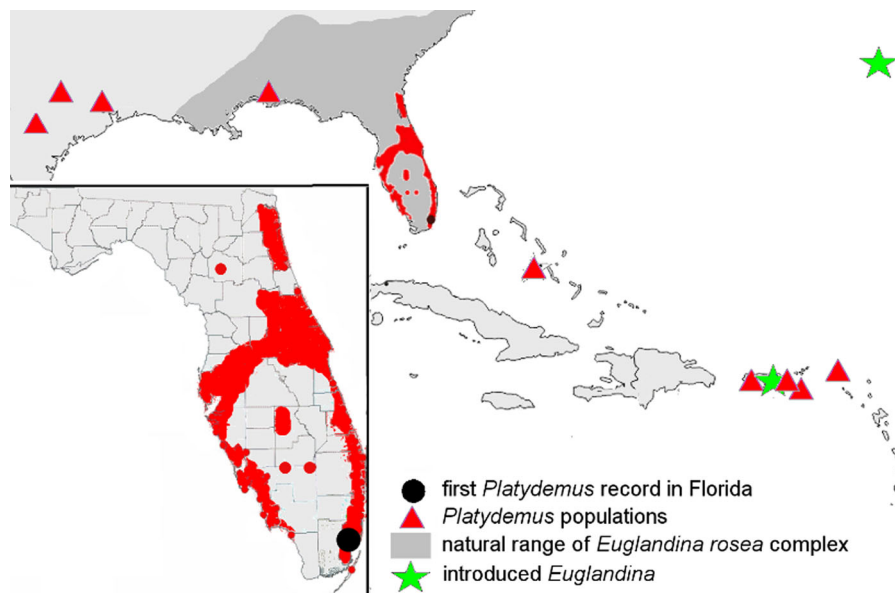 first Platydemus record in Florida
Platydemus populations
natural range of Euglandina rosea complex
introduced Euglandina